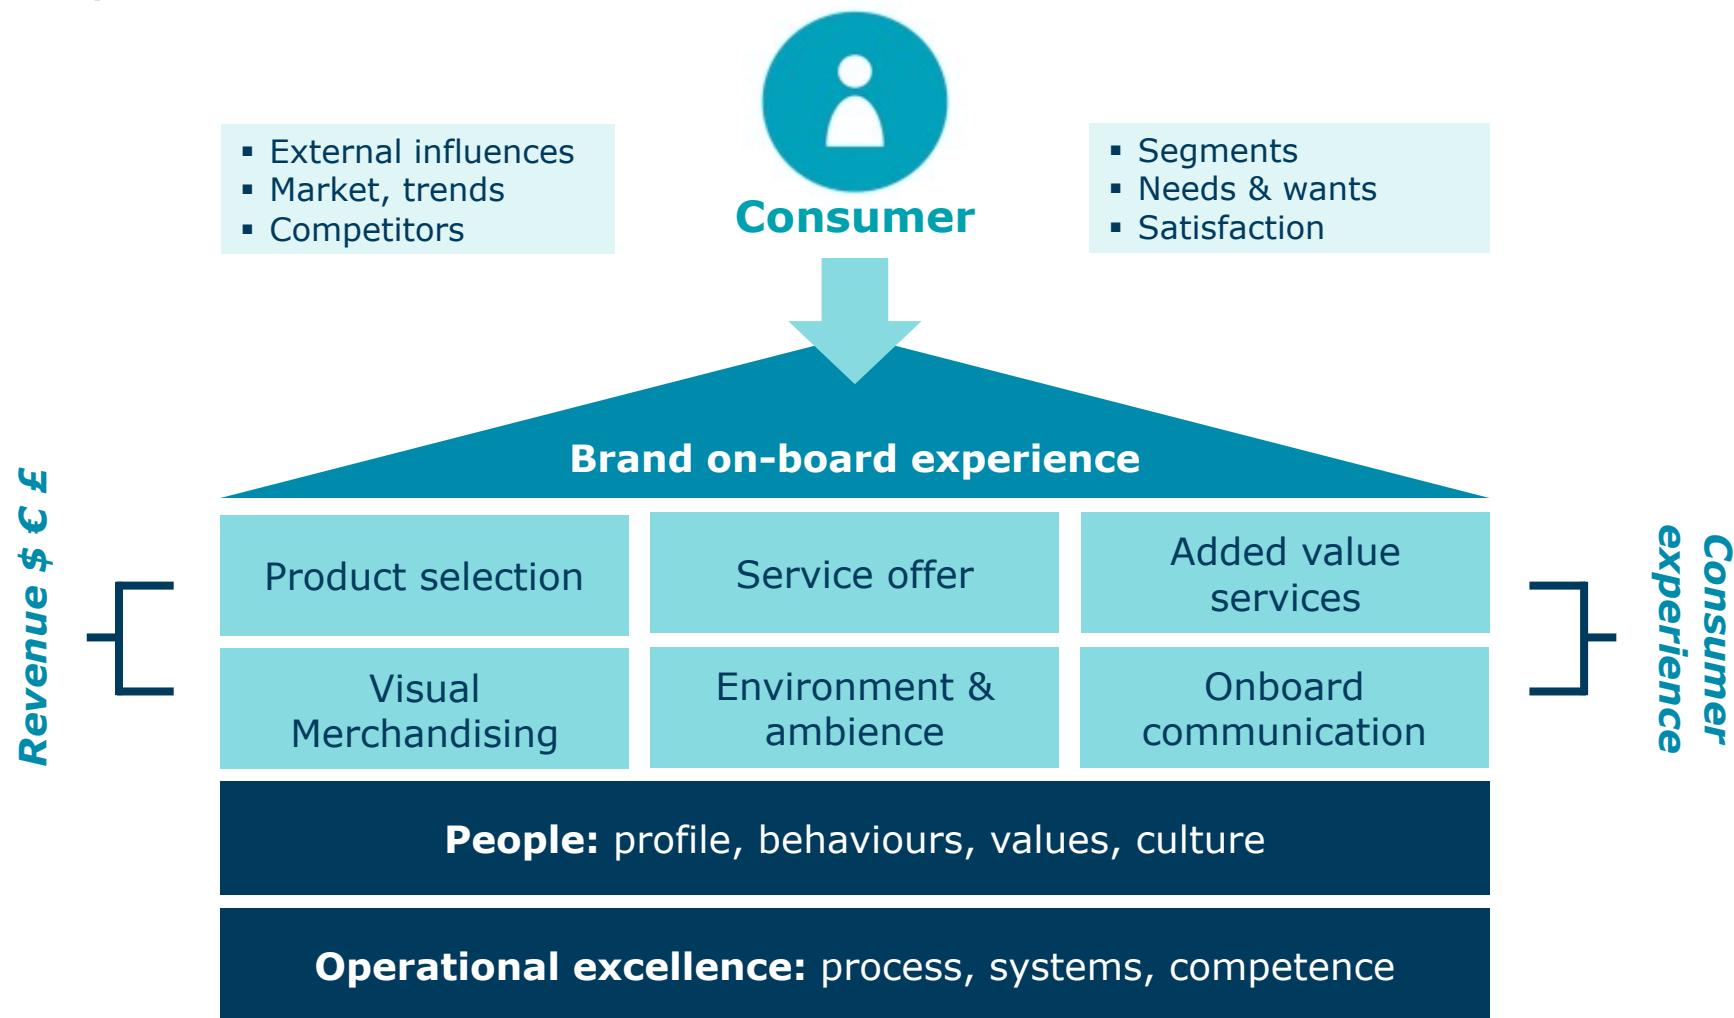 ▪ External influences
▪ Market, trends
▪ Competitors
Consumer
▪ Segments
▪ Needs & wants
▪ Satisfaction
Brand on-board experience
Revenue $ € £
Product selection
Service offer
Added value
services
Visual
Merchandising
Environment &
ambience
Onboard
communication
Consumer
experience
People: profile, behaviours, values, culture
Operational excellence: process, systems, competence